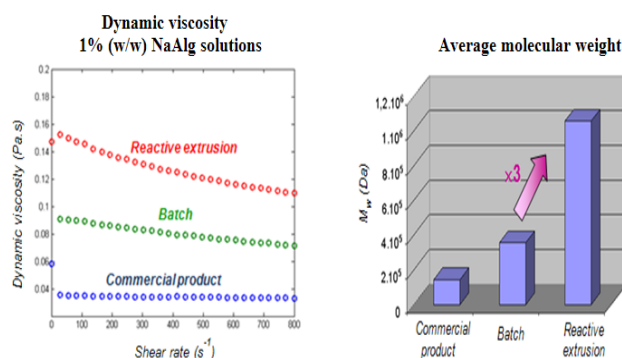 Dynamic viscosity
1% (w/w) NaAlg solutions
Dynamic viscosity (Pa.s)
0.2
0.18
0.16
0.14
0.12
0.1
0.08
0.06
0.04
Reactive extrusion
Batch
Commercial product
0 100 200 300 400 500 600 700 800
Shear rate (s⁻¹)
Average molecular weight
M_w (Da)
1,2.10⁶
1.10⁶
8.10⁵
6.10⁵
4.10⁵
2.10⁵
0
x3
Commercial
product
Batch
Reactive
extrusion